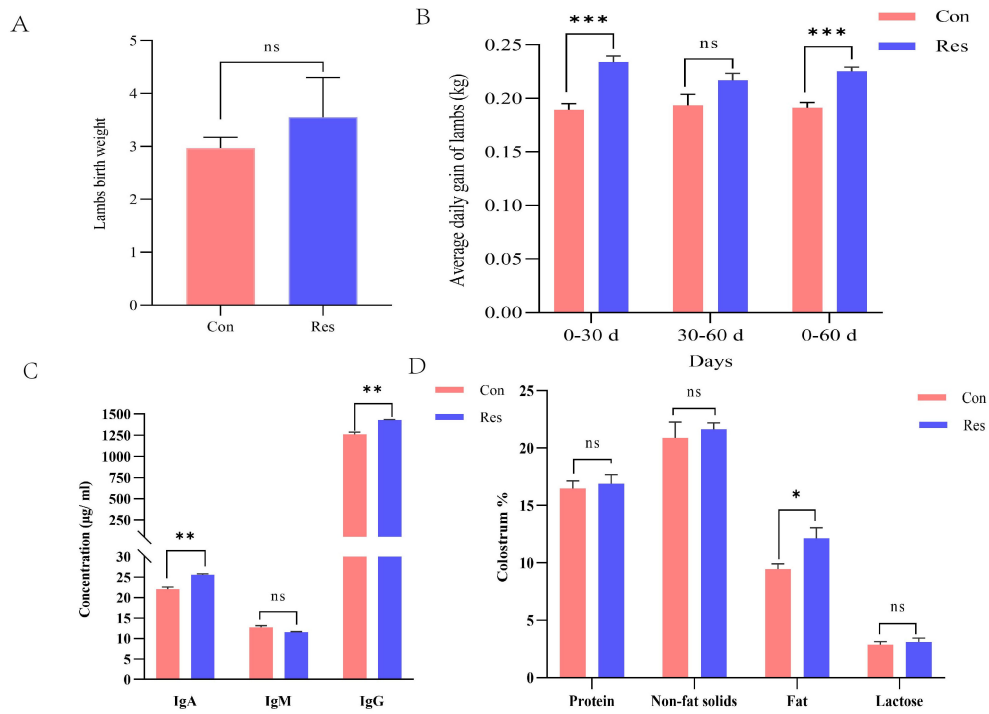 A
ns
Lambs birth weight
5
4
3
2
1
0
Con
Res
B
Con
Res
***
ns
***
Average daily gain of lambs (kg)
0.25
0.20
0.15
0.10
0.05
0.00
0-30 d
30-60 d
0-60 d
Days
C
Con
Res
**
ns
**
Concentration (μg/ ml)
1500
1250
1000
750
500
250
30
25
20
15
10
5
0
IgA
IgM
IgG
D
Con
Res
ns
ns
*
ns
Colostrum %
25
20
15
10
5
0
Protein
Non-fat solids
Fat
Lactose